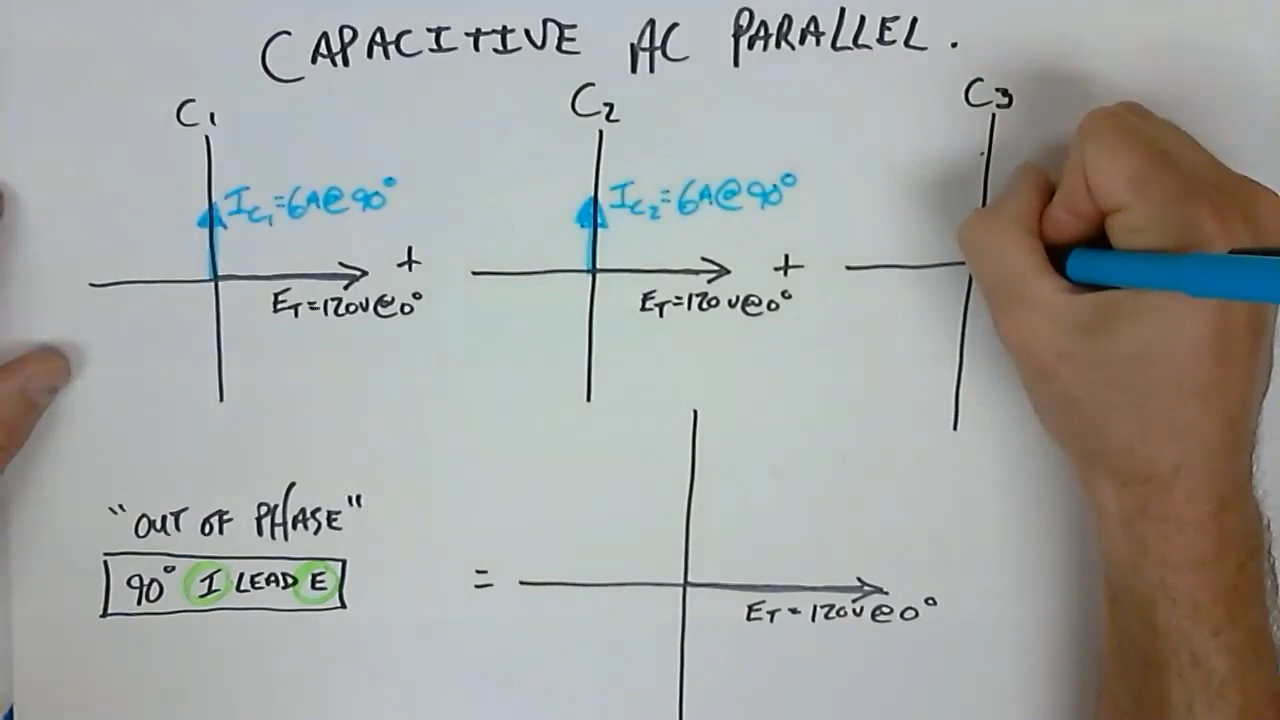 CAPACITIVE AC PARALLEL.
C1
C2
C3
IC1=6A@90°
IC2=6A@90°
+
+
ET=120V@0°
ET=120V@0°
"OUT OF PHASE"
90° I LEAD E
=
ET=120V@0°